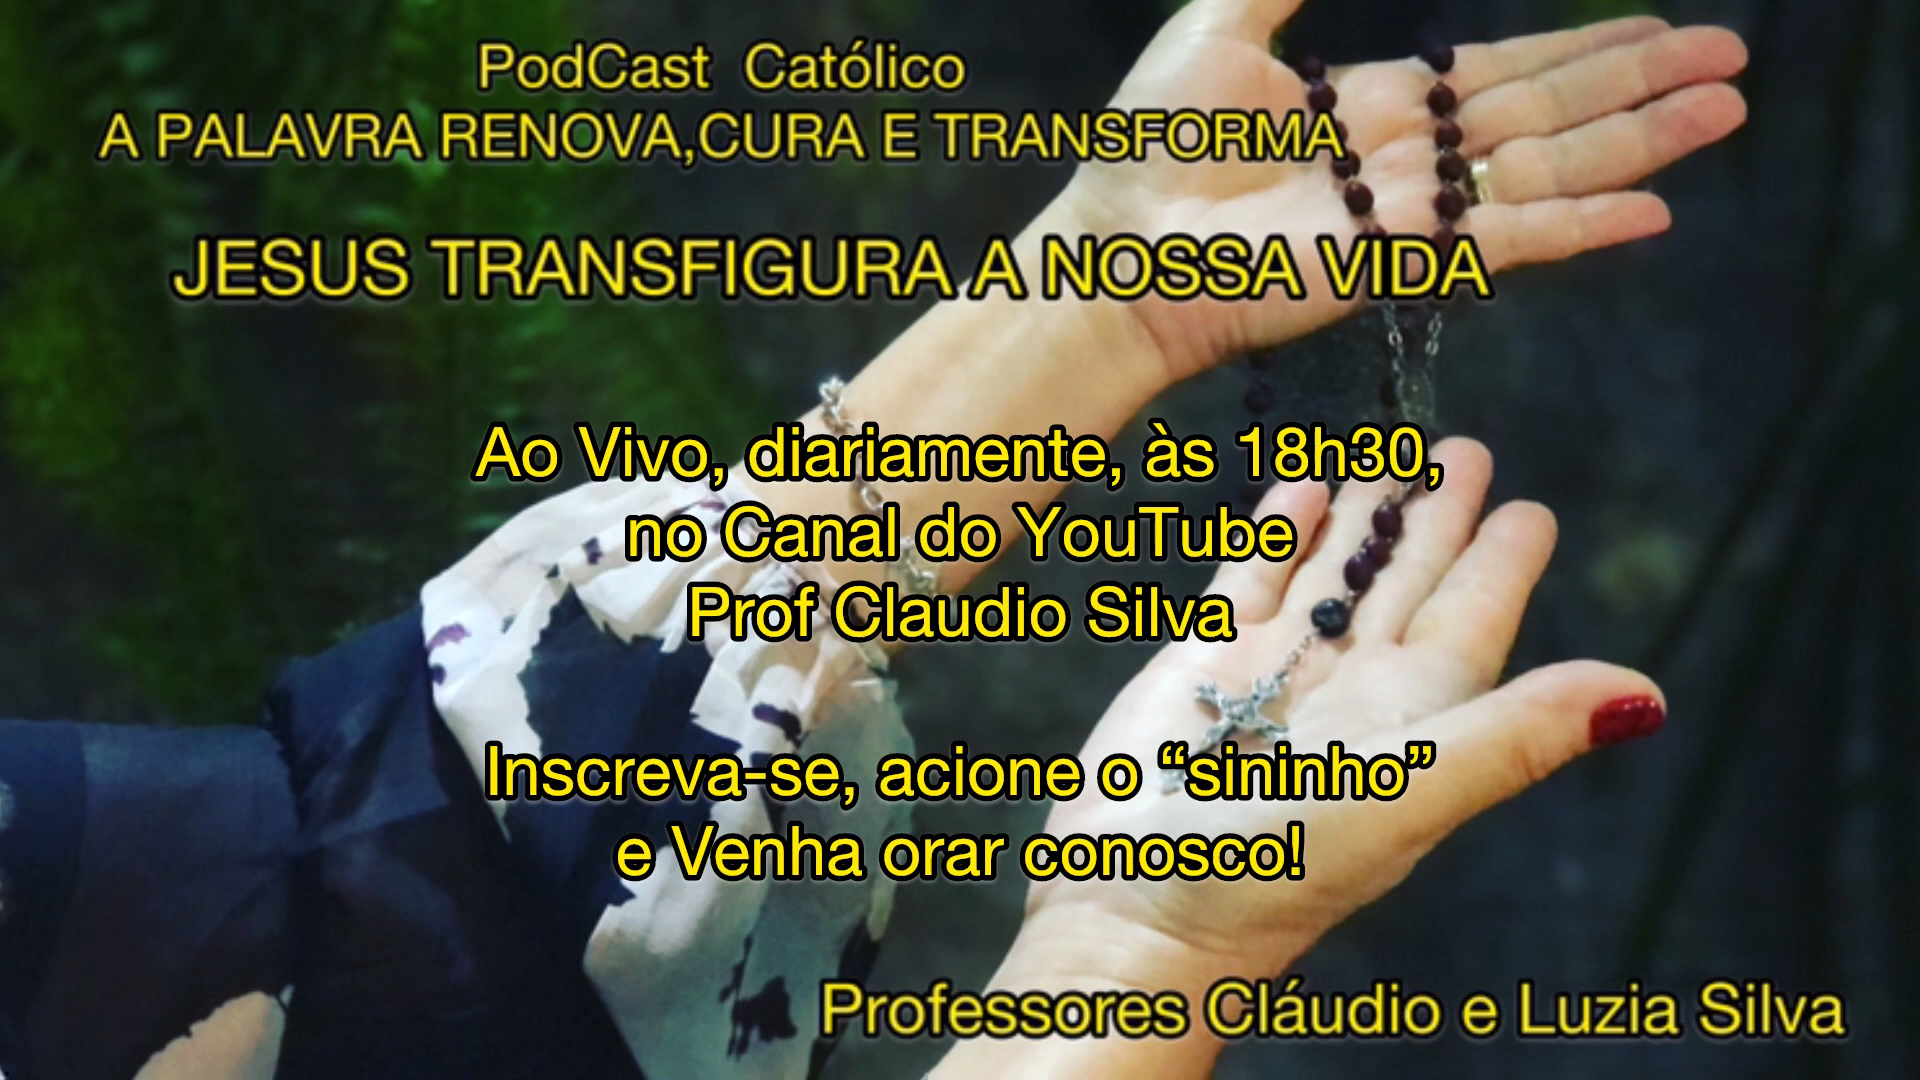 PodCast Católico
A PALAVRA RENOVA,CURA E TRANSFORMA
JESUS TRANSFIGURA A NOSSA VIDA
Ao Vivo, diariamente, às 18h30,
no Canal do YouTube
Prof Claudio Silva
Inscreva-se, acione o “sininho”
e Venha orar conosco!
Professores Cláudio e Luzia Silva